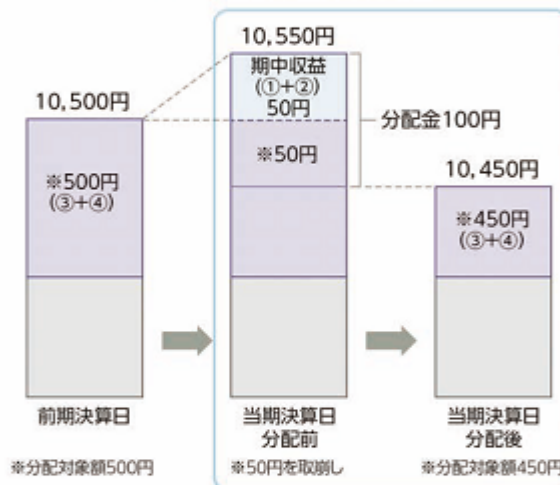 10,550円
期中収益
(①+②)
50円
※50円
10,500円
※500円
(③+④)
分配金100円
10,450円
※450円
(③+④)
前期決算日
当期決算日
分配前
当期決算日
分配後
※分配対象額500円
※50円を取崩し
※分配対象額450円